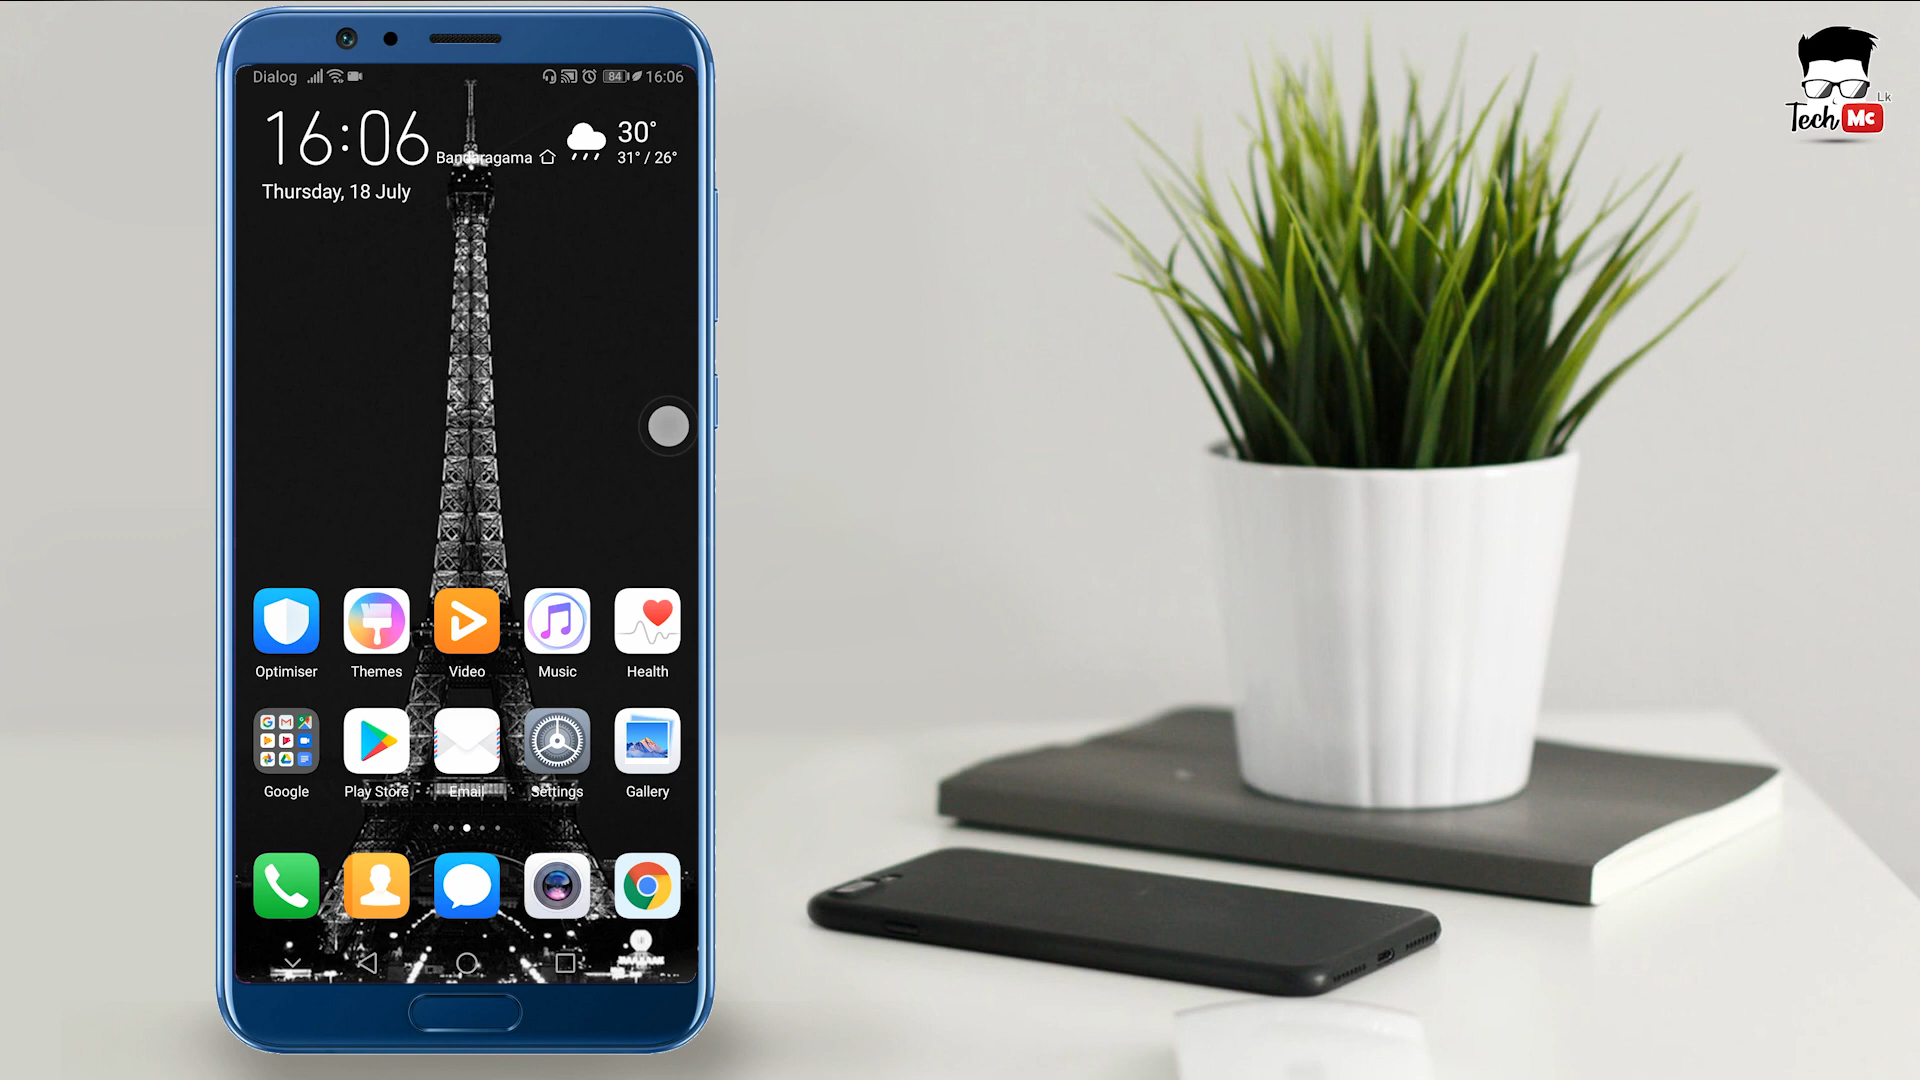 Dialog 84 16:06
16:06
Bandaragama
30°
31° / 26°
Thursday, 18 July
Optimiser Themes Video Music Health
Google Play Store Email Settings Gallery
Tech Mc Lk